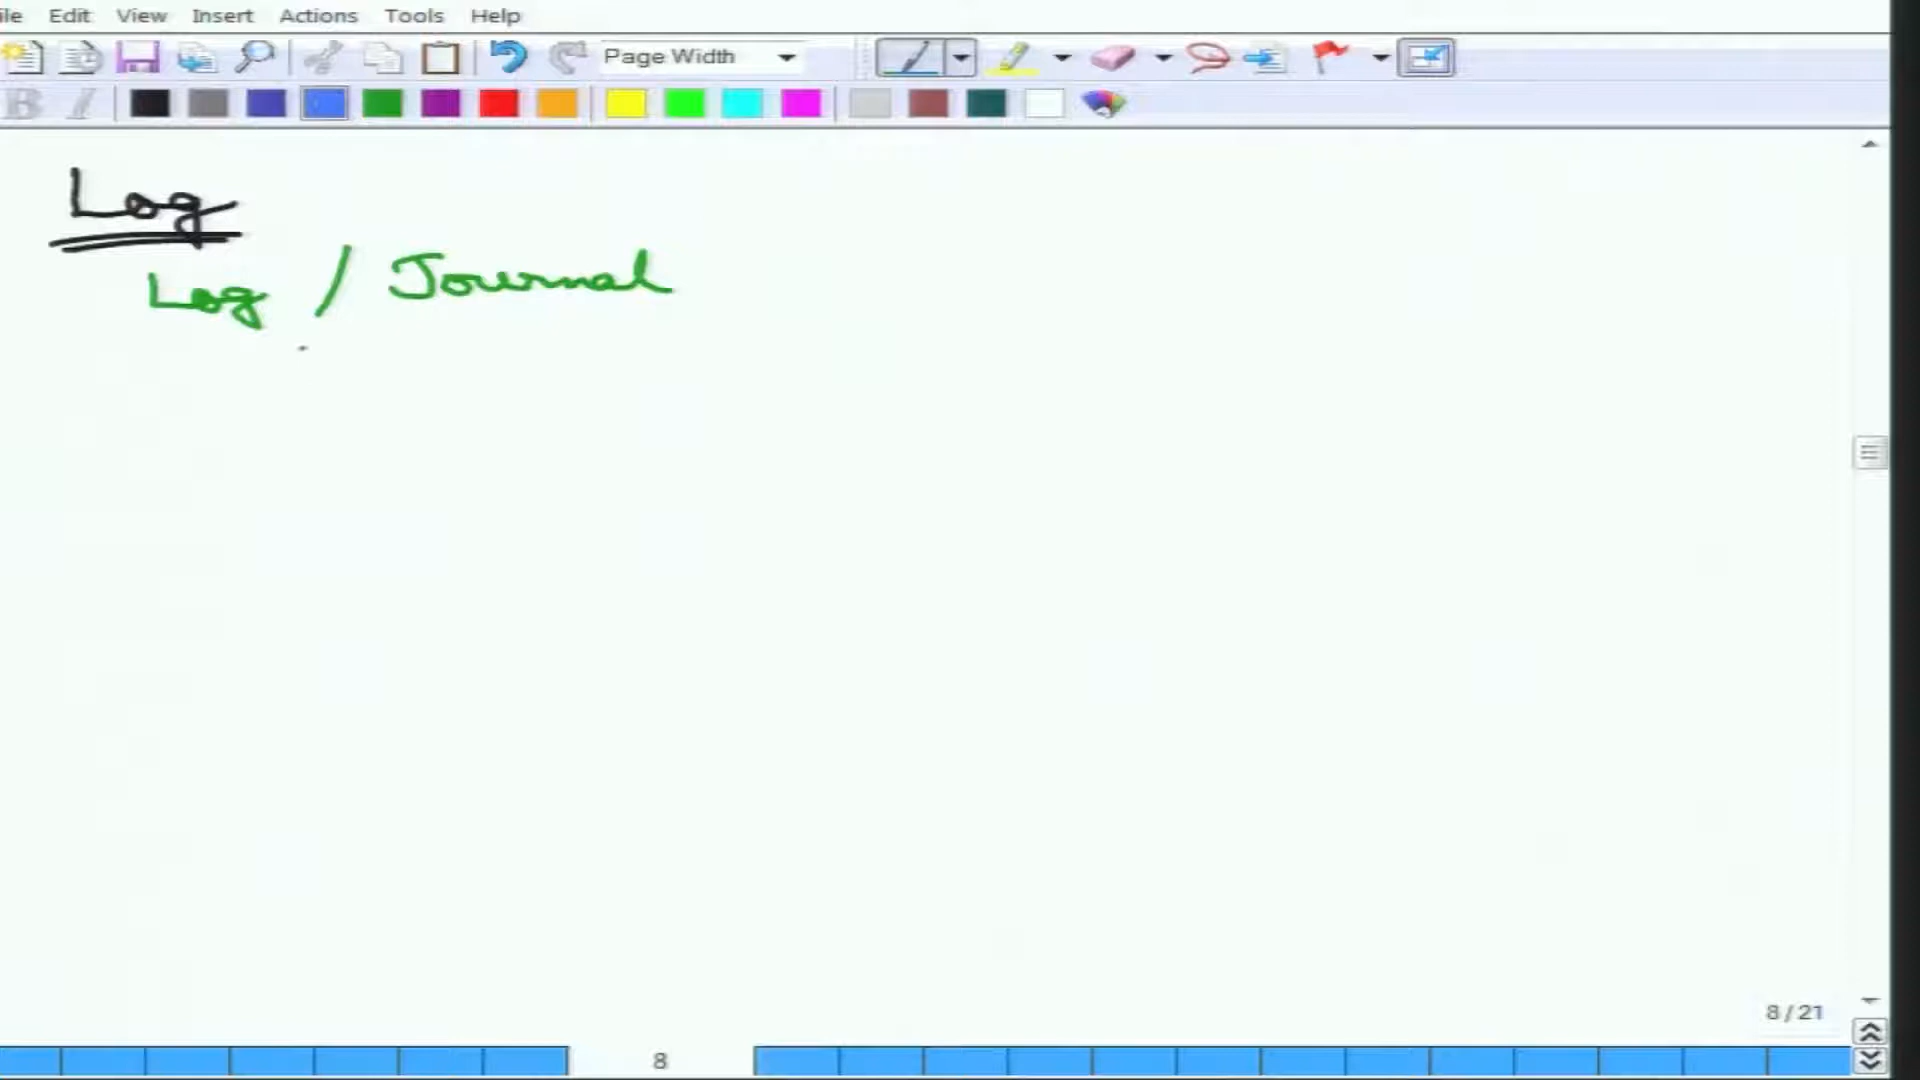 ile Edit View Insert Actions Tools Help
Page Width
B I
Log
Log / Journal
8 / 21
8